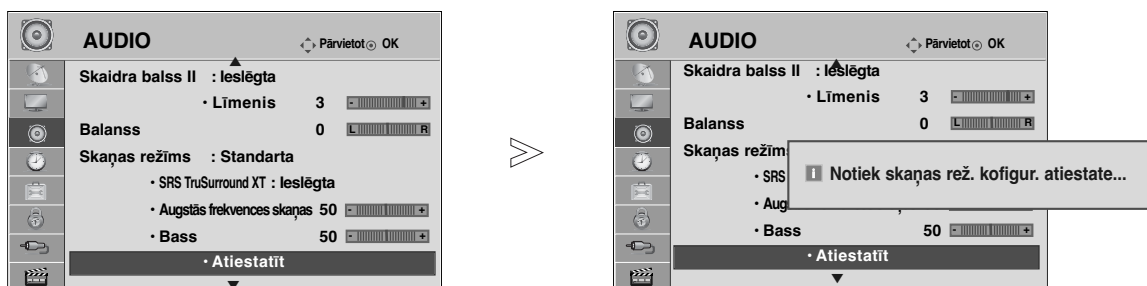 AUDIO
Pārvietot OK
Skaidra balss II : Ieslēgta
• Līmenis 3 - +
Balanss 0 L R
Skaņas režīms : Standarta
• SRS TruSurround XT : Ieslēgta
• Augstās frekvences skaņas 50 - +
• Bass 50 - +
• Atiestatīt
AUDIO
Pārvietot OK
Skaidra balss II : Ieslēgta
• Līmenis 3 - +
Balanss 0 L R
Skaņas režīms
• SRS
• Aug
• Bass 50 - +
• Atiestatīt
Notiek skaņas rež. kofigur. atiestate...